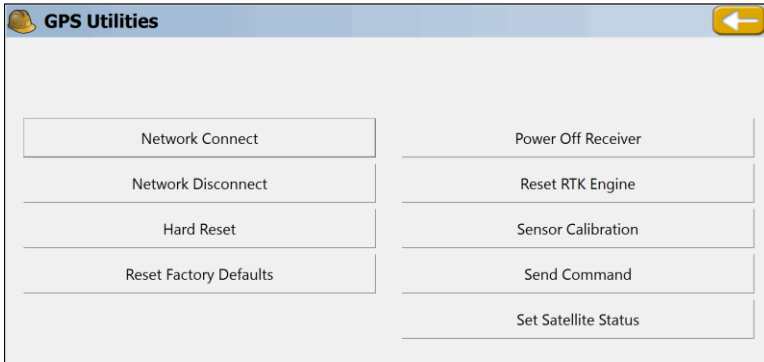 GPS Utilities
Network Connect
Network Disconnect
Hard Reset
Reset Factory Defaults
Power Off Receiver
Reset RTK Engine
Sensor Calibration
Send Command
Set Satellite Status